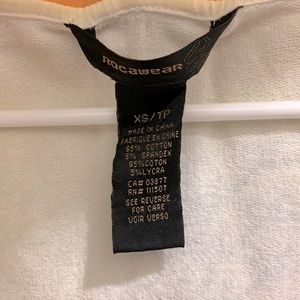 Rocawear
XS/TP
MADE IN CHINA
FABRIQUE EN CHINE
95% COTTON
5% SPANDEX
95%COTON
5%LYCRA
CA# 03877
RN# 111507
SEE REVERSE
FOR CARE
VOIR VERSO